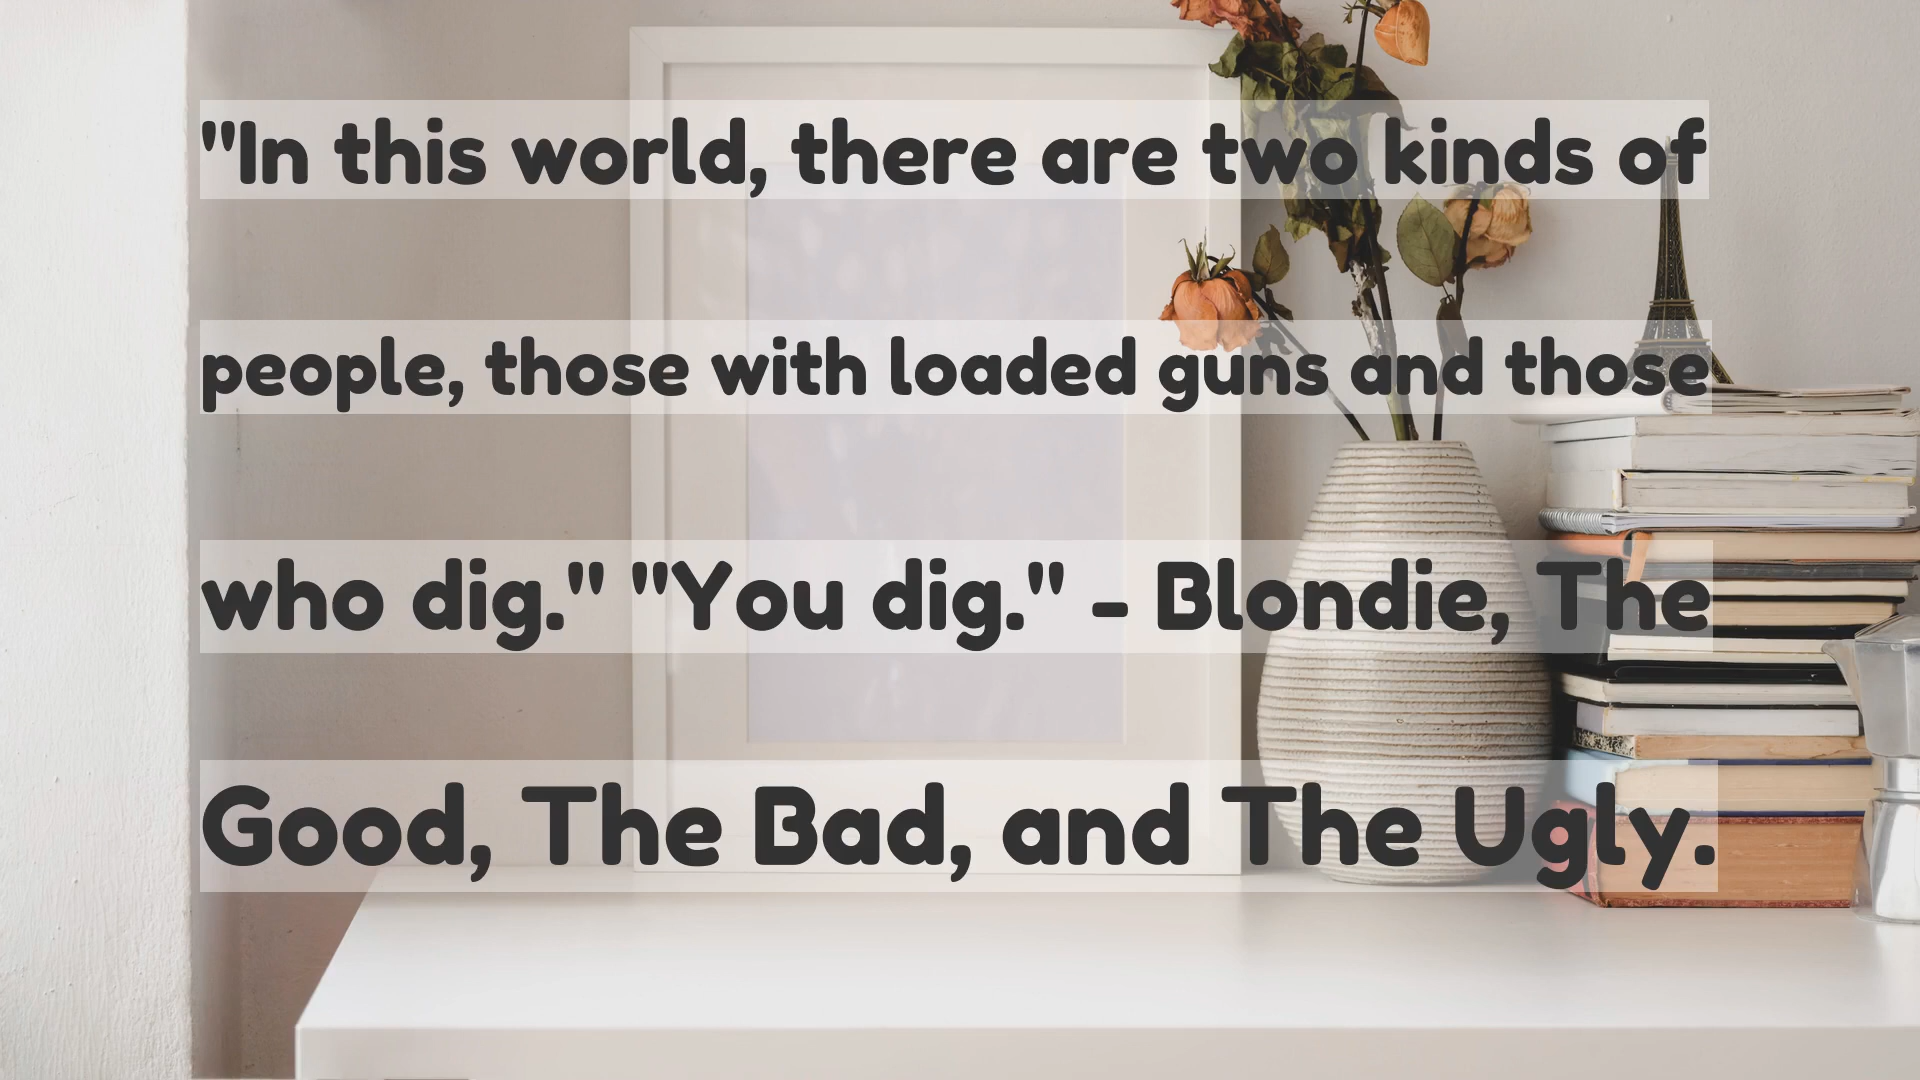 "In this world, there are two kinds of
people, those with loaded guns and those
who dig." "You dig." - Blondie, The
Good, The Bad, and The Ugly.